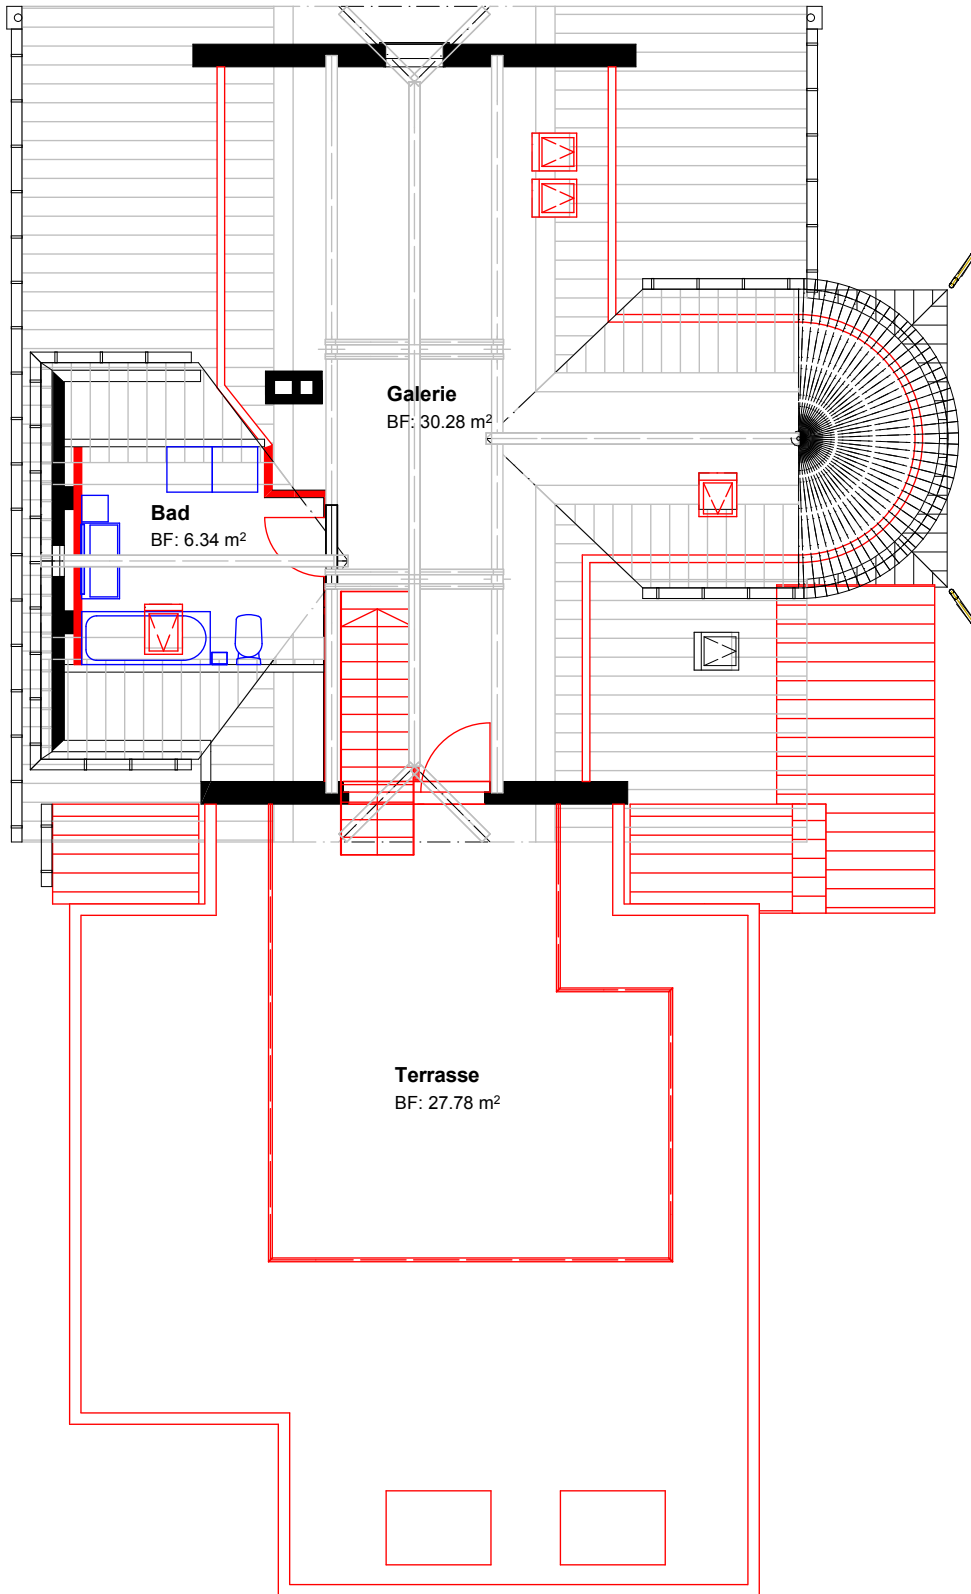 Galerie
BF: 30.28 m²
Bad
BF: 6.34 m²
Terrasse
BF: 27.78 m²